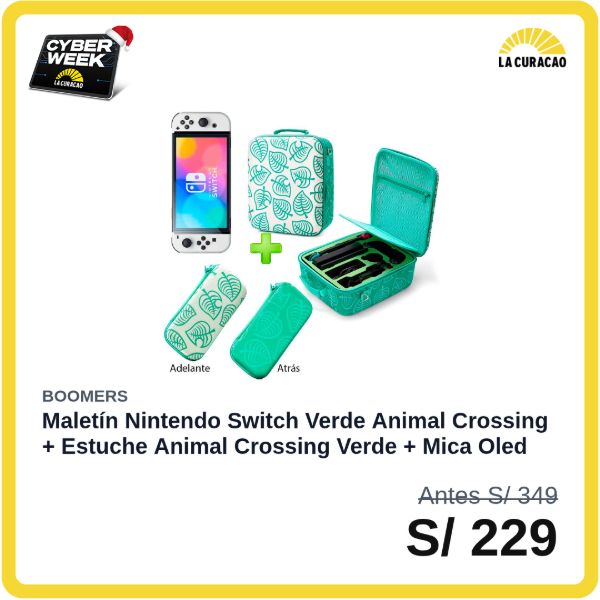 CYBER
WEEK
LA CURACAO
LA CURACAO
NINTENDO
SWITCH
Adelante
Atrás
BOOMERS
Maletín Nintendo Switch Verde Animal Crossing
+ Estuche Animal Crossing Verde + Mica Oled
Antes S/ 349
S/ 229